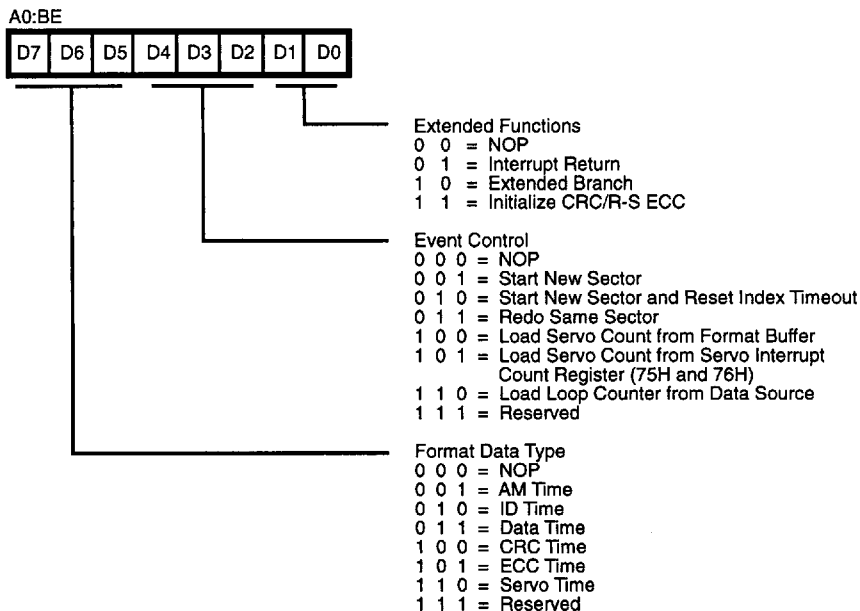 A0:BE
D7 D6 D5 D4 D3 D2 D1 D0
Extended Functions
0 0 = NOP
0 1 = Interrupt Return
1 0 = Extended Branch
1 1 = Initialize CRC/R-S ECC
Event Control
0 0 0 = NOP
0 0 1 = Start New Sector
0 1 0 = Start New Sector and Reset Index Timeout
0 1 1 = Redo Same Sector
1 0 0 = Load Servo Count from Format Buffer
1 0 1 = Load Servo Count from Servo Interrupt
Count Register (75H and 76H)
1 1 0 = Load Loop Counter from Data Source
1 1 1 = Reserved
Format Data Type
0 0 0 = NOP
0 0 1 = AM Time
0 1 0 = ID Time
0 1 1 = Data Time
1 0 0 = CRC Time
1 0 1 = ECC Time
1 1 0 = Servo Time
1 1 1 = Reserved